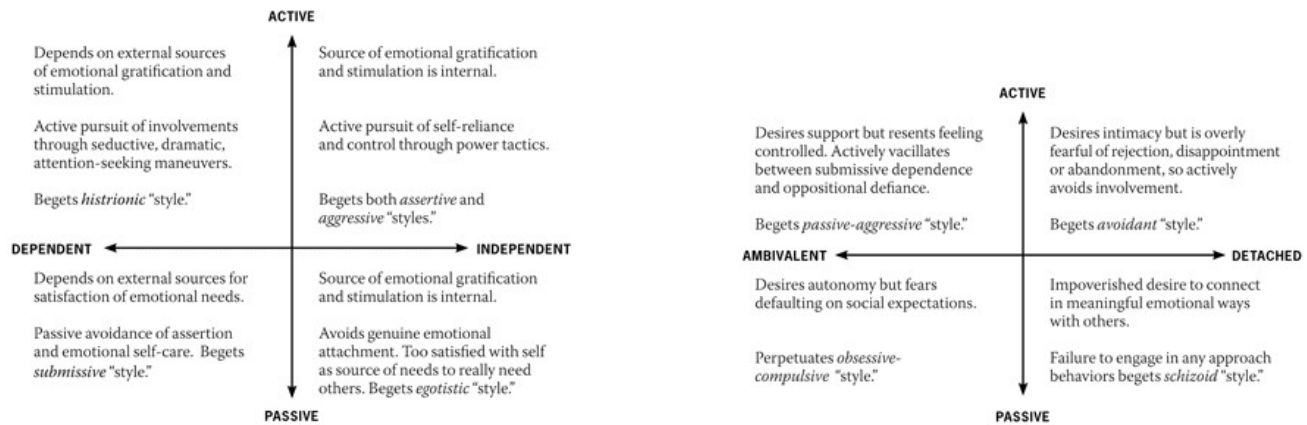 ACTIVE
Depends on external sources
of emotional gratification and
stimulation.
Active pursuit of involvements
through seductive, dramatic,
attention-seeking maneuvers.
Begets histrionic “style.”
Source of emotional gratification
and stimulation is internal.
Active pursuit of self-reliance
and control through power tactics.
Begets both assertive and
aggressive “styles.”
DEPENDENT
INDEPENDENT
Depends on external sources for
satisfaction of emotional needs.
Passive avoidance of assertion
and emotional self-care. Begets
submissive “style.”
Source of emotional gratification
and stimulation is internal.
Avoids genuine emotional
attachment. Too satisfied with self
as source of needs to really need
others. Begets egotistic “style.”
PASSIVE
ACTIVE
Desires support but resents feeling
controlled. Actively vacillates
between submissive dependence
and oppositional defiance.
Begets passive-aggressive “style.”
Desires intimacy but is overly
fearful of rejection, disappointment
or abandonment, so actively
avoids involvement.
Begets avoidant “style.”
AMBIVALENT
DETACHED
Desires autonomy but fears
defaulting on social expectations.
Perpetuates obsessive-
compulsive “style.”
Impoverished desire to connect
in meaningful emotional ways
with others.
Failure to engage in any approach
behaviors begets schizoid “style.”
PASSIVE